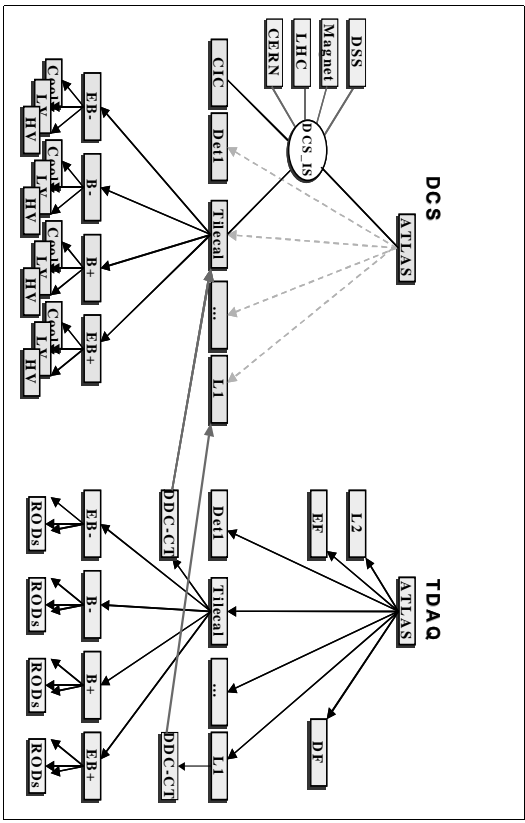 DCS
TDAQ
ATLAS
ATLAS
DSS
Magnet
LHC
CERN
DCS_IS
L2
EF
DF
CIC
Det1
Tilecal
...
L1
Det1
Tilecal
...
L1
DDC-CT
DDC-CT
EB-
B-
B+
EB+
EB-
B-
B+
EB+
LV
HV
LV
HV
LV
HV
LV
HV
RODs
RODs
RODs
RODs